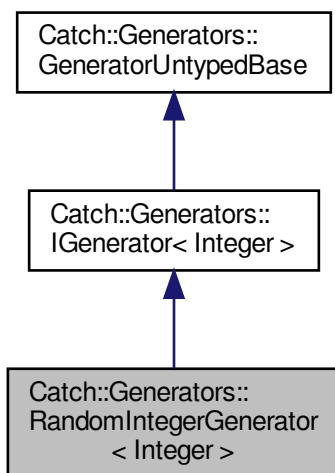 Catch::Generators::
GeneratorUntypedBase
Catch::Generators::
IGenerator< Integer >
Catch::Generators::
RandomIntegerGenerator
< Integer >